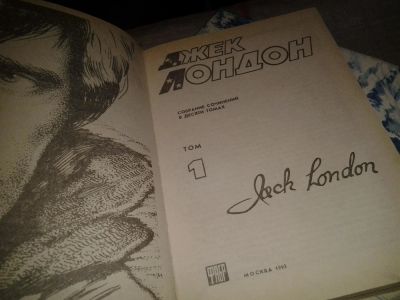 ДЖЕК
ЛОНДОН
СОБРАНИЕ СОЧИНЕНИЙ
В ДЕСЯТИ ТОМАХ
ТОМ
1
Jack London
МОСКВА